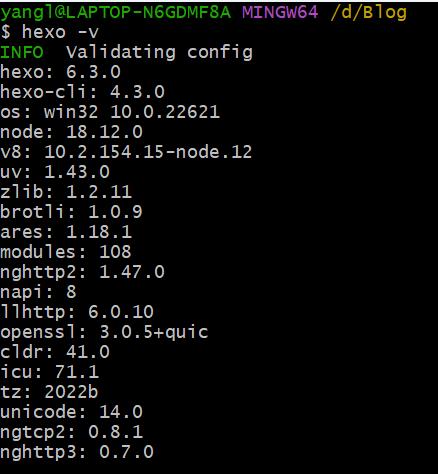 yangl@LAPTOP-N6GDMF8A MINGW64 /d/Blog
$ hexo -v
INFO  Validating config
hexo: 6.3.0
hexo-cli: 4.3.0
os: win32 10.0.22621
node: 18.12.0
v8: 10.2.154.15-node.12
uv: 1.43.0
zlib: 1.2.11
brotli: 1.0.9
ares: 1.18.1
modules: 108
nghttp2: 1.47.0
napi: 8
llhttp: 6.0.10
openssl: 3.0.5+quic
cldr: 41.0
icu: 71.1
tz: 2022b
unicode: 14.0
ngtcp2: 0.8.1
nghttp3: 0.7.0